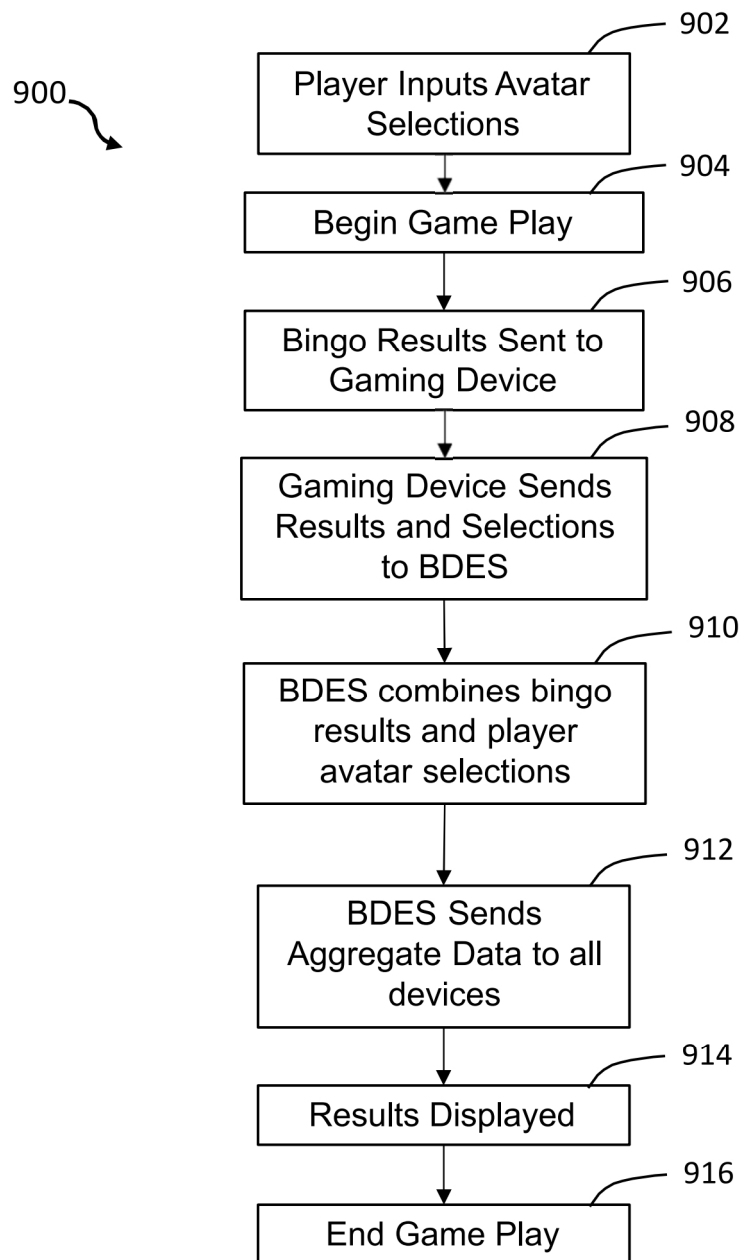 902
900
Player Inputs Avatar
Selections
904
Begin Game Play
906
Bingo Results Sent to
Gaming Device
908
Gaming Device Sends
Results and Selections
to BDES
910
BDES combines bingo
results and player
avatar selections
912
BDES Sends
Aggregate Data to all
devices
914
Results Displayed
916
End Game Play